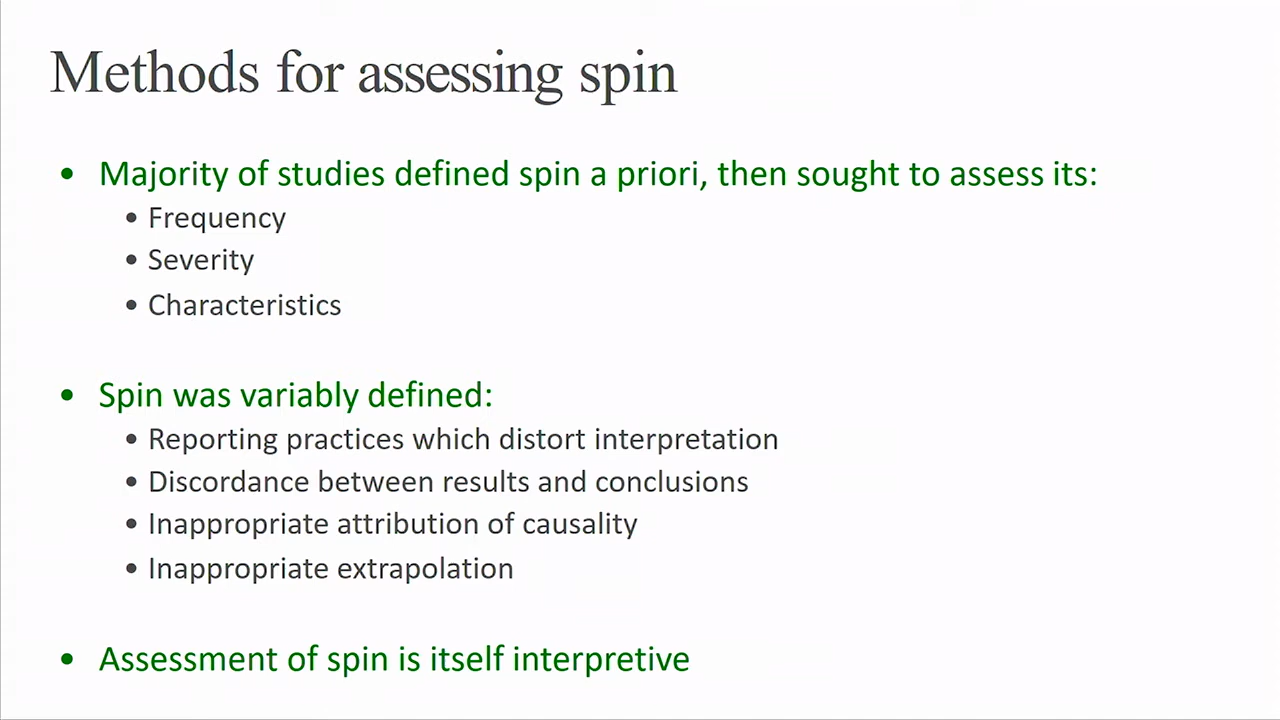 Methods for assessing spin
• Majority of studies defined spin a priori, then sought to assess its:
• Frequency
• Severity
• Characteristics
• Spin was variably defined:
• Reporting practices which distort interpretation
• Discordance between results and conclusions
• Inappropriate attribution of causality
• Inappropriate extrapolation
• Assessment of spin is itself interpretive